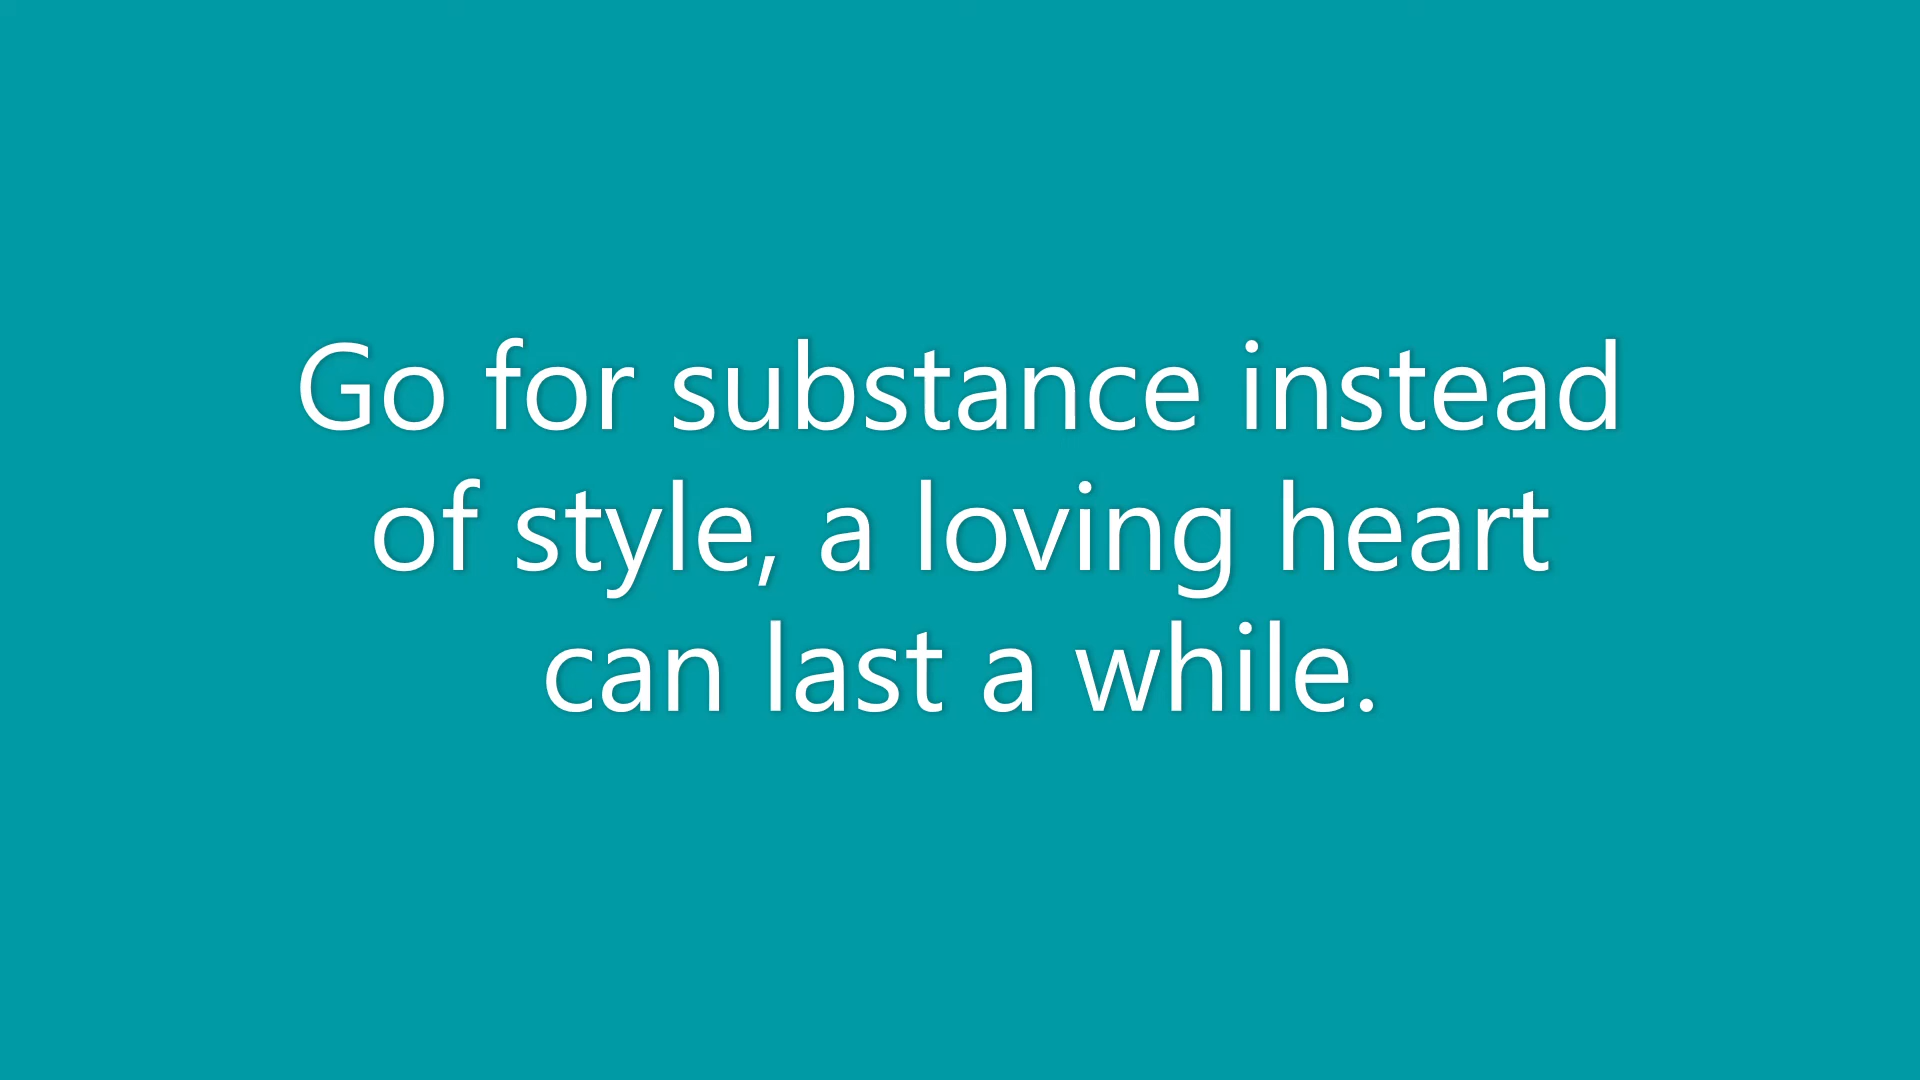 Go for substance instead
of style, a loving heart
can last a while.